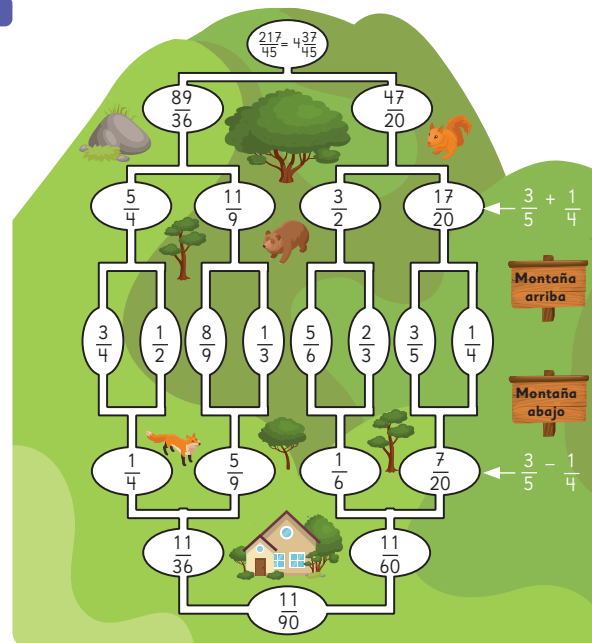 217/45 = 4 37/45
89/36 47/20
5/4 11/9 3/2 17/20 3/5 + 1/4
Montaña
arriba
3/4 1/2 8/9 1/3 5/6 2/3 3/5 1/4
Montaña
abajo
1/4 5/9 1/6 7/20 3/5 − 1/4
11/36 11/60
11/90